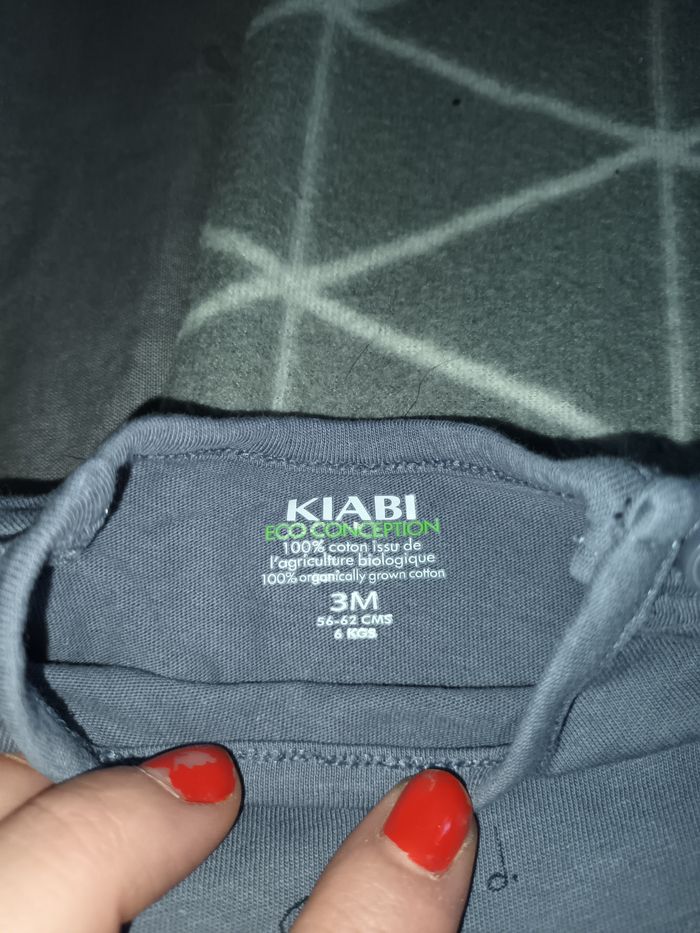 KIABI
ECO CONCEPTION
100% coton issu de
l'agriculture biologique
100% organically grown cotton
3M
56-62 CMS
6 KGS